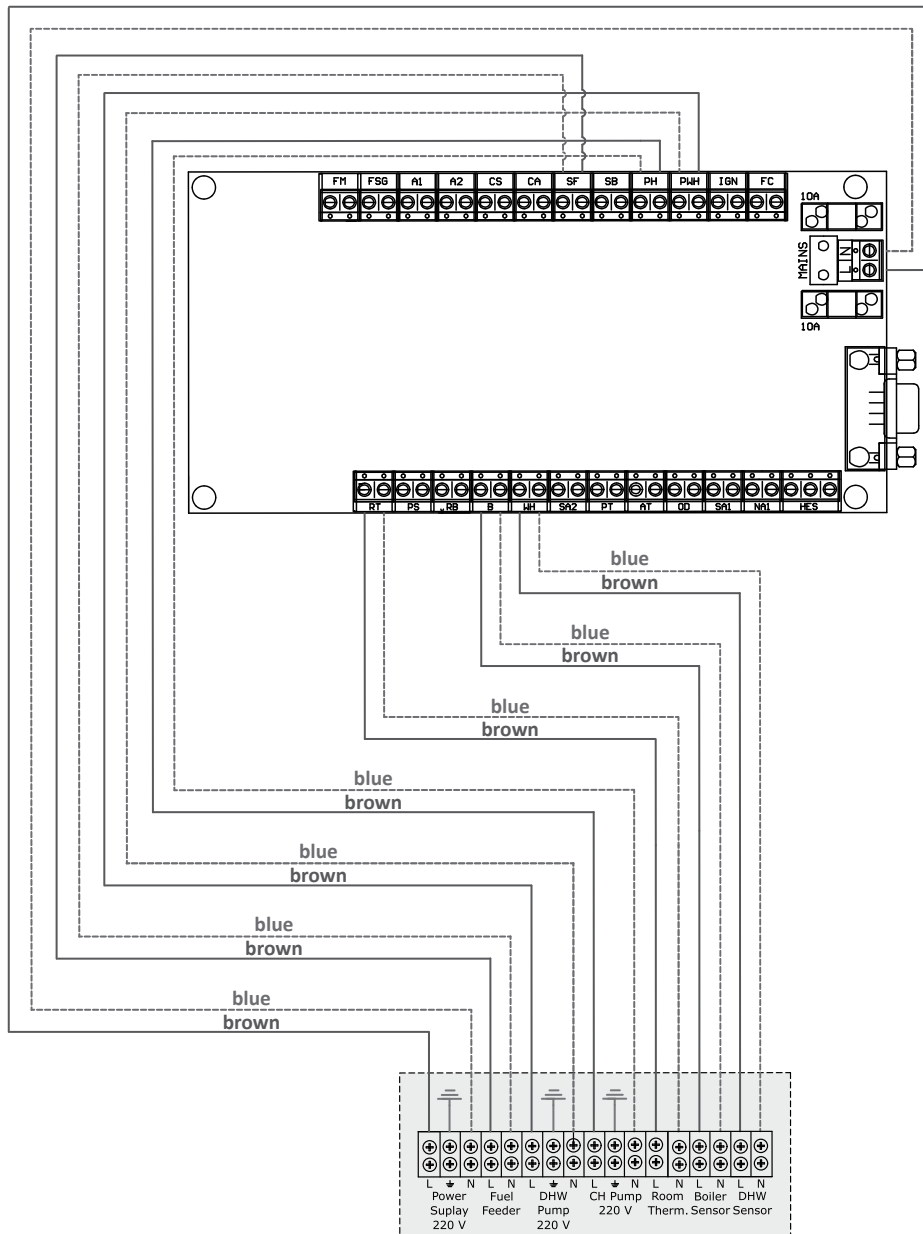 FM FSG A1 A2 CS CA SF SB PH PWH IGN FC
10A
MAINS
L IN
10A
RT PS RB B WH SA2 PT AT OD SA1 NA1 HES
blue
brown
blue
brown
blue
brown
blue
brown
blue
brown
blue
brown
blue
brown
L N L N L N L N L N L N L N
Power Suplay 220 V
Fuel Feeder
DHW Pump 220 V
CH Pump 220 V
Room Therm.
Boiler Sensor
DHW Sensor